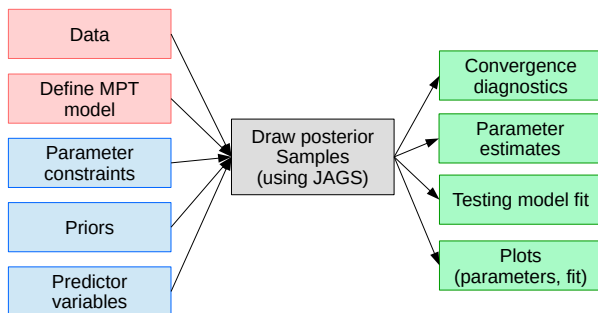 Data
Define MPT
model
Parameter
constraints
Priors
Predictor
variables
Draw posterior
Samples
(using JAGS)
Convergence
diagnostics
Parameter
estimates
Testing model fit
Plots
(parameters, fit)